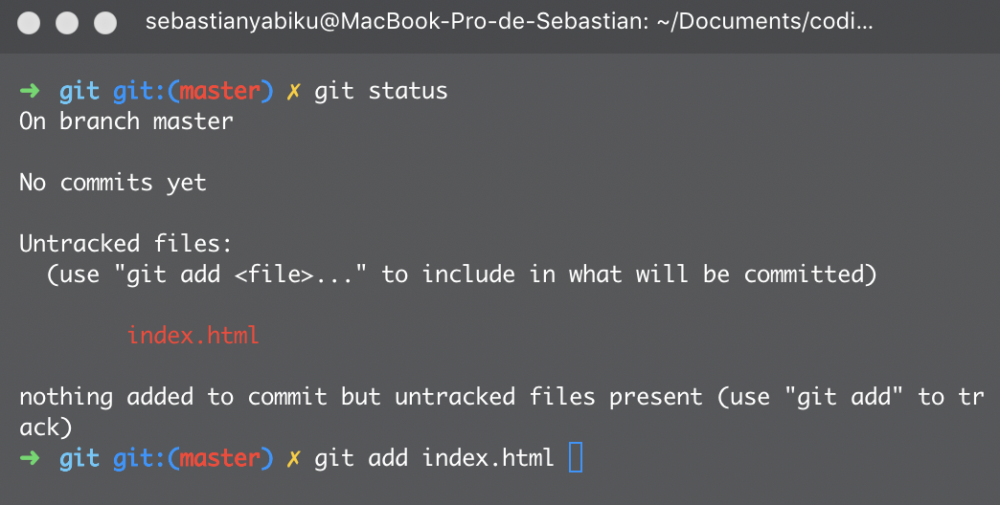 sebastianyabiku@MacBook-Pro-de-Sebastian: ~/Documents/codi...
➜ git git:(master) ✗ git status
On branch master
No commits yet
Untracked files:
(use "git add <file>..." to include in what will be committed)
index.html
nothing added to commit but untracked files present (use "git add" to tr
ack)
➜ git git:(master) ✗ git add index.html